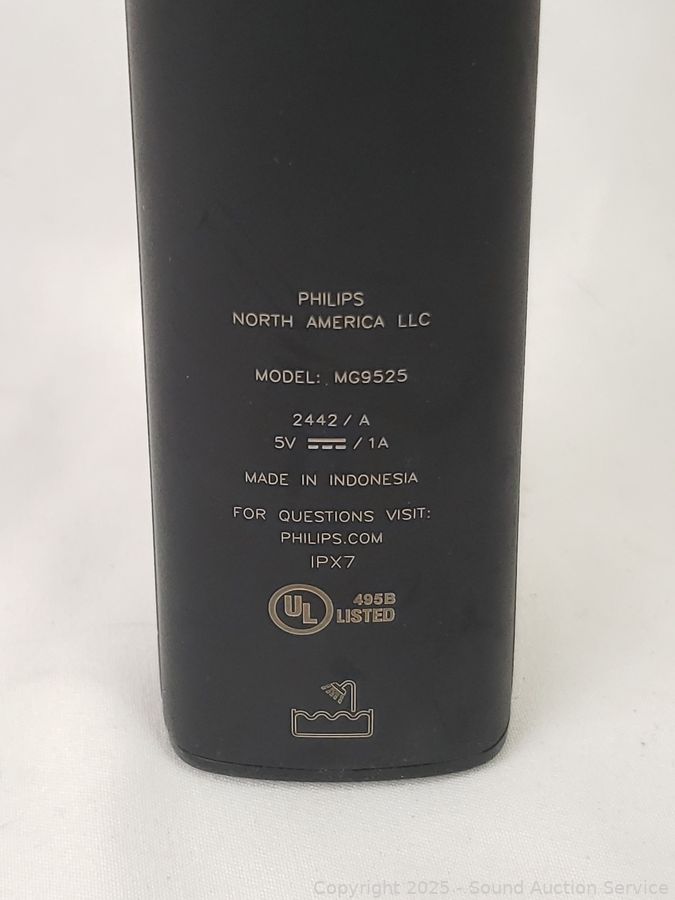 PHILIPS
NORTH AMERICA LLC
MODEL: MG9525
2442 / A
5V ⎓ / 1A
MADE IN INDONESIA
FOR QUESTIONS VISIT:
PHILIPS.COM
IPX7
UL 495B
LISTED
Copyright 2025 - Sound Auction Service